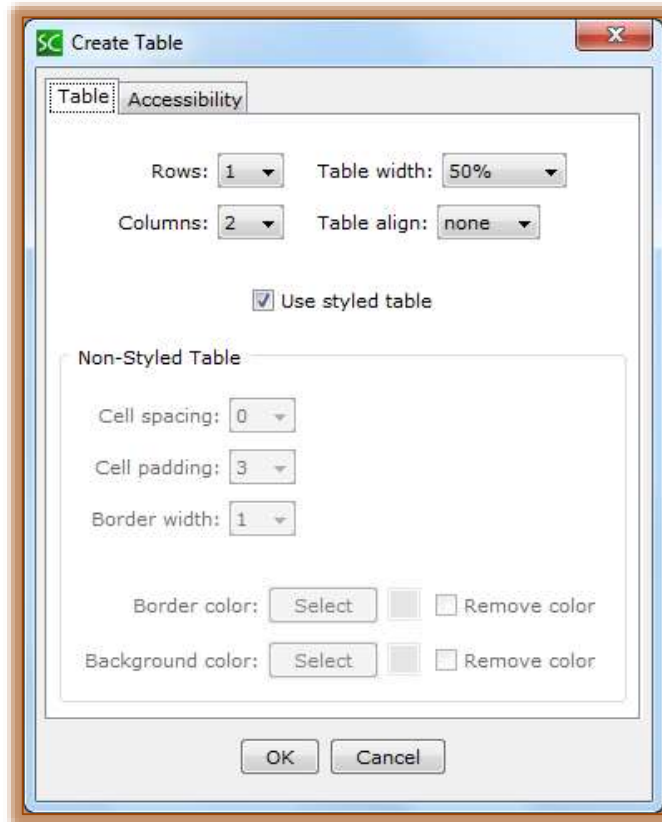 SC Create Table
Table Accessibility
Rows: 1 Table width: 50%
Columns: 2 Table align: none
Use styled table
Non-Styled Table
Cell spacing: 0
Cell padding: 3
Border width: 1
Border color: Select Remove color
Background color: Select Remove color
OK Cancel